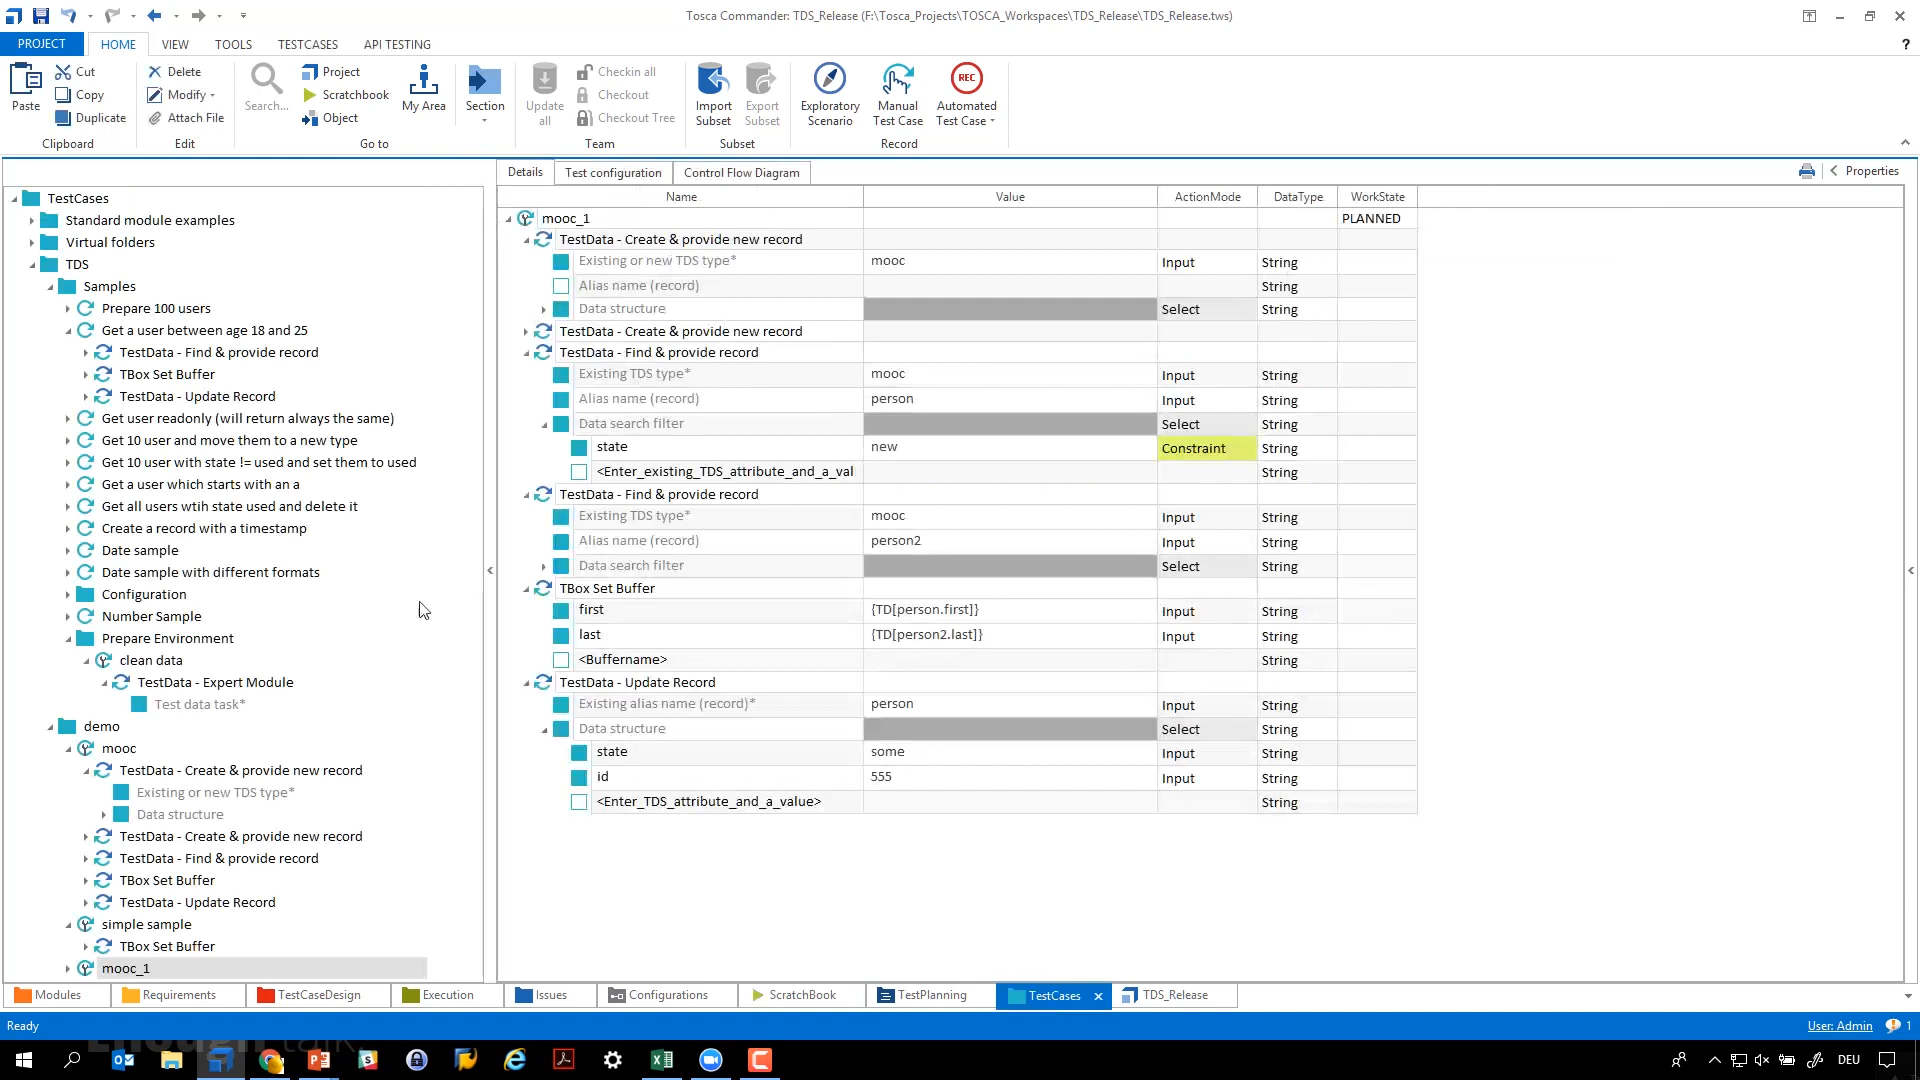 Tosca Commander: TDS_Release (F:\Tosca_Projects\TOSCA_Workspaces\TDS_Release\TDS_Release.tws)
PROJECT HOME VIEW TOOLS TESTCASES API TESTING ?
Paste
Cut
Copy
Duplicate
Clipboard
Delete
Modify
Attach File
Edit
Search...
Project
Scratchbook
Object
My Area
Go to
Section
Update all
Checkin all
Checkout
Checkout Tree
Team
Import Subset
Export Subset
Subset
Exploratory Scenario
Manual Test Case
REC
Automated Test Case
Record
TestCases
Standard module examples
Virtual folders
TDS
Samples
Prepare 100 users
Get a user between age 18 and 25
TestData - Find & provide record
TBox Set Buffer
TestData - Update Record
Get user readonly (will return always the same)
Get 10 user and move them to a new type
Get 10 user with state != used and set them to used
Get a user which starts with an a
Get all users wtih state used and delete it
Create a record with a timestamp
Date sample
Date sample with different formats
Configuration
Number Sample
Prepare Environment
clean data
TestData - Expert Module
Test data task*
demo
mooc
TestData - Create & provide new record
Existing or new TDS type*
Data structure
TestData - Create & provide new record
TestData - Find & provide record
TBox Set Buffer
TestData - Update Record
simple sample
TBox Set Buffer
mooc_1
Details Test configuration Control Flow Diagram Properties
Name Value ActionMode DataType WorkState
mooc_1 PLANNED
TestData - Create & provide new record
Existing or new TDS type* mooc Input String
Alias name (record) String
Data structure Select String
TestData - Create & provide new record
TestData - Find & provide record
Existing TDS type* mooc Input String
Alias name (record) person Input String
Data search filter Select String
state new Constraint String
<Enter_existing_TDS_attribute_and_a_val String
TestData - Find & provide record
Existing TDS type* mooc Input String
Alias name (record) person2 Input String
Data search filter Select String
TBox Set Buffer
first {TD[person.first]} Input String
last {TD[person2.last]} Input String
<Buffername> String
TestData - Update Record
Existing alias name (record)* person Input String
Data structure Select String
state some Input String
id 555 Input String
<Enter_TDS_attribute_and_a_value> String
Modules Requirements TestCaseDesign Execution Issues Configurations ScratchBook TestPlanning TestCases TDS_Release
Ready User: Admin 1
DEU